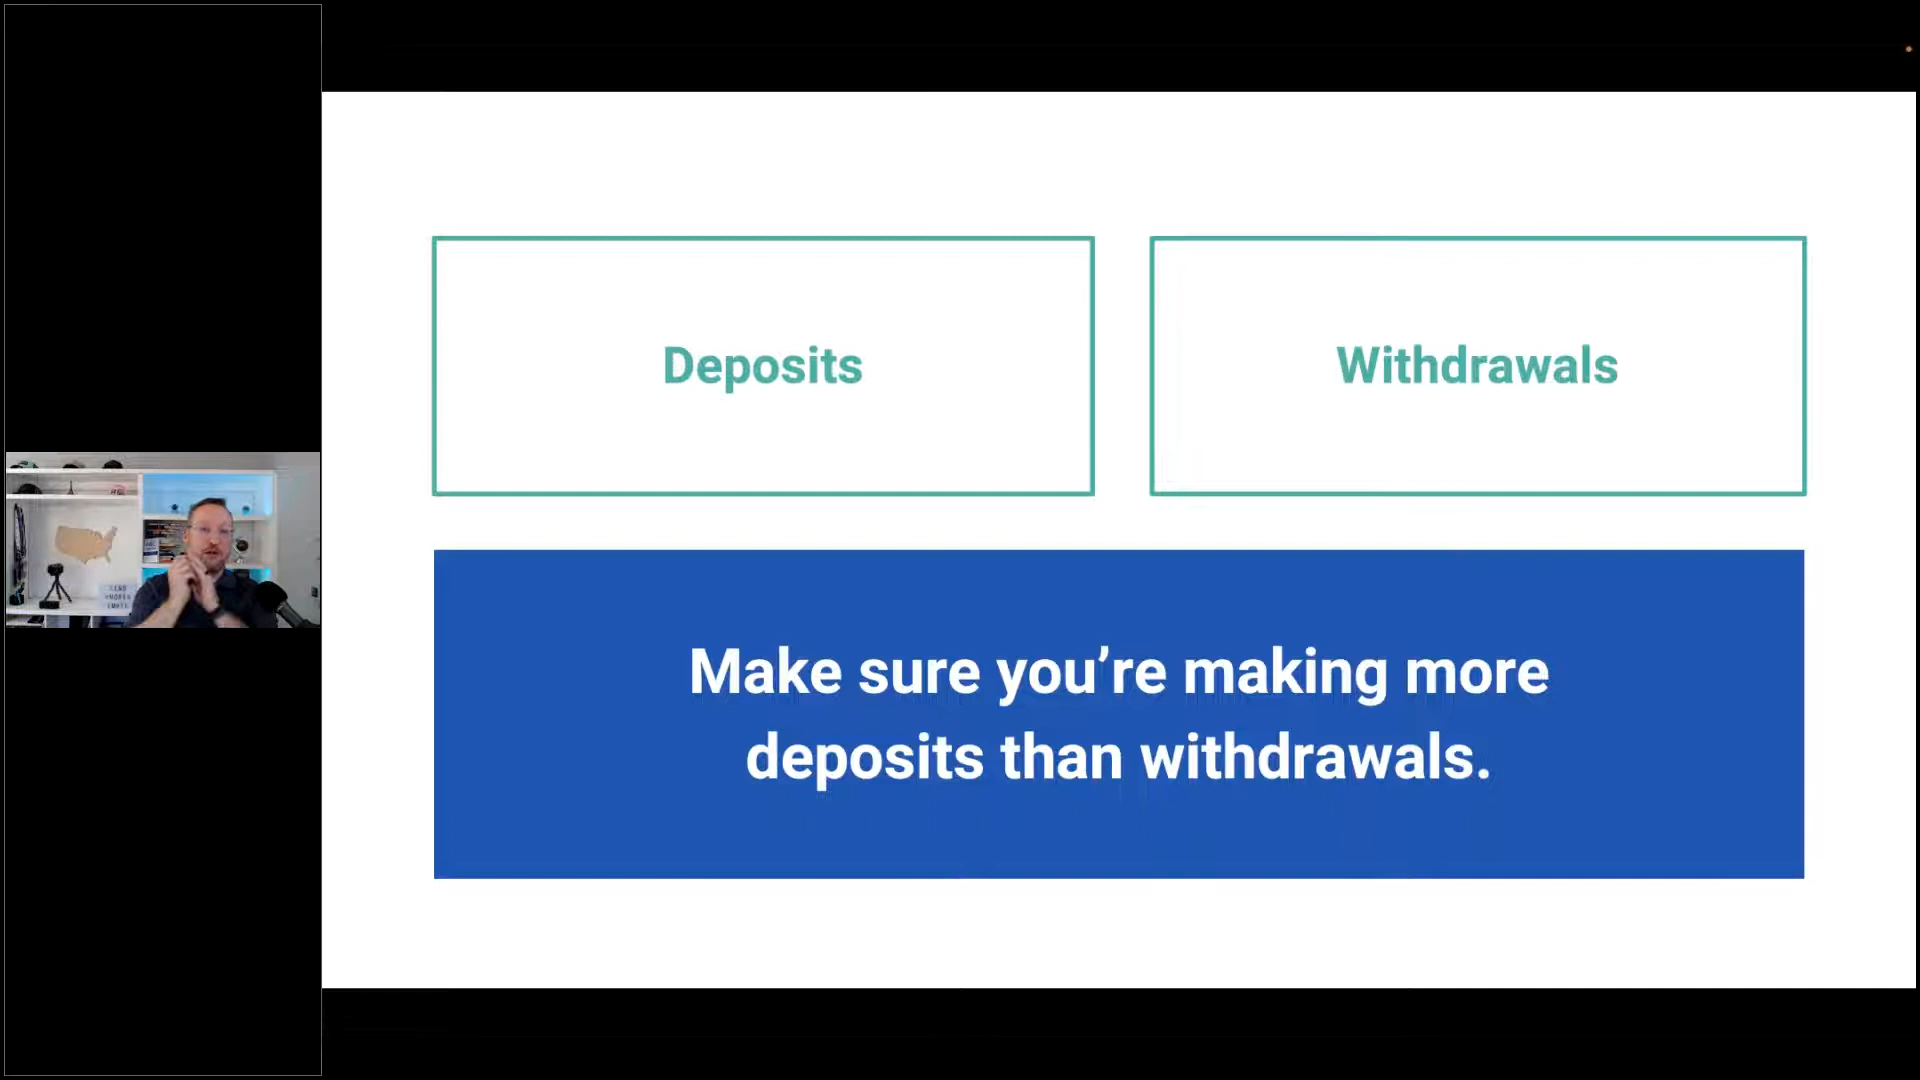 Deposits
Withdrawals
Make sure you’re making more
deposits than withdrawals.